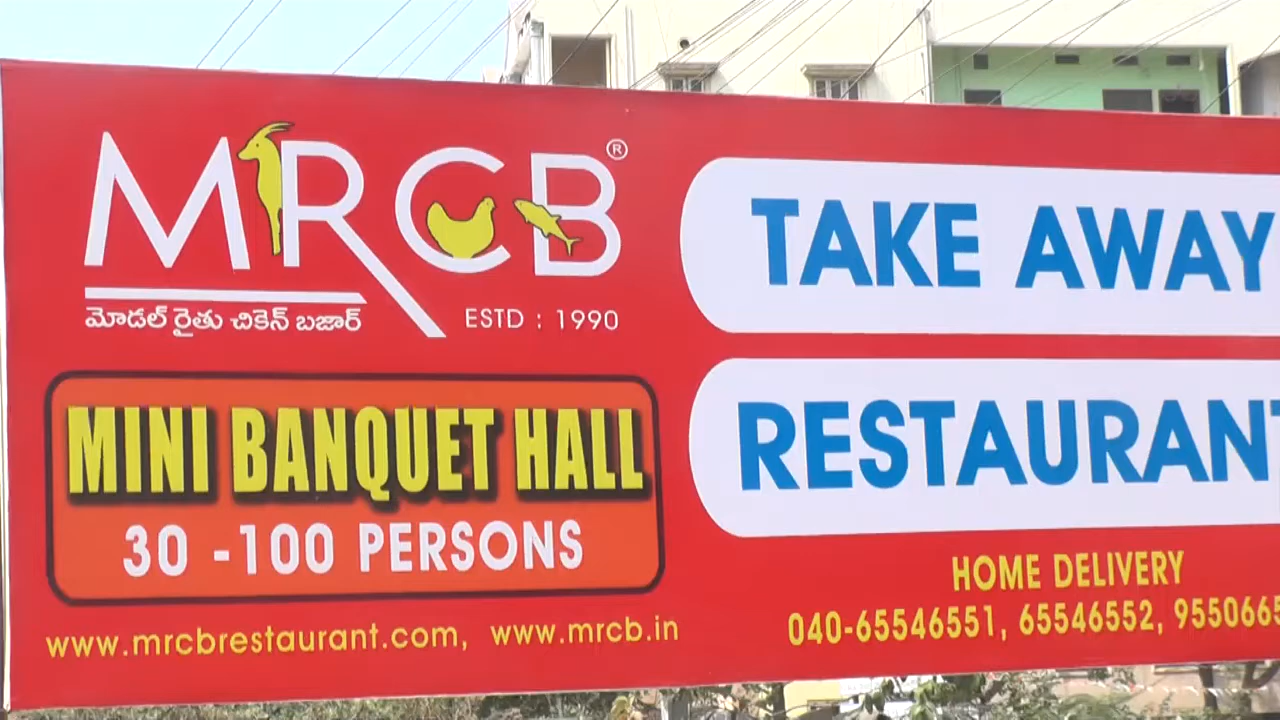 MRCB®
మోడల్ రైతు చికెన్ బజార్
ESTD : 1990
MINI BANQUET HALL
30 -100 PERSONS
www.mrcbrestaurant.com, www.mrcb.in
TAKE AWAY
RESTAURANT
HOME DELIVERY
040-65546551, 65546552,